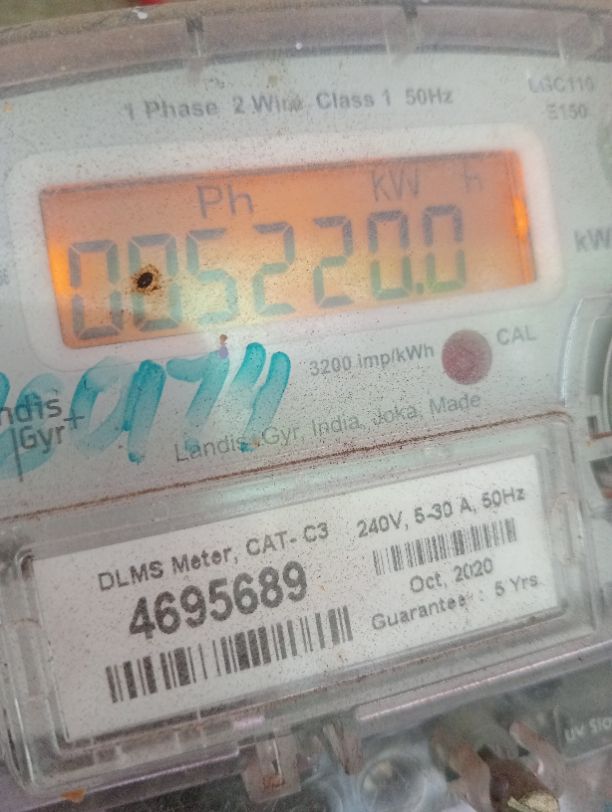 1 Phase 2 Wire Class 1 50Hz
E150
Ph kW h
005220.0
kW
3200 imp/kWh
CAL
Landis
Gyr+
Landis+Gyr, India, Joka, Made
DLMS Meter, CAT- C3
240V, 5-30 A, 50Hz
4695689
Oct, 2020
Guarantee : 5 Yrs